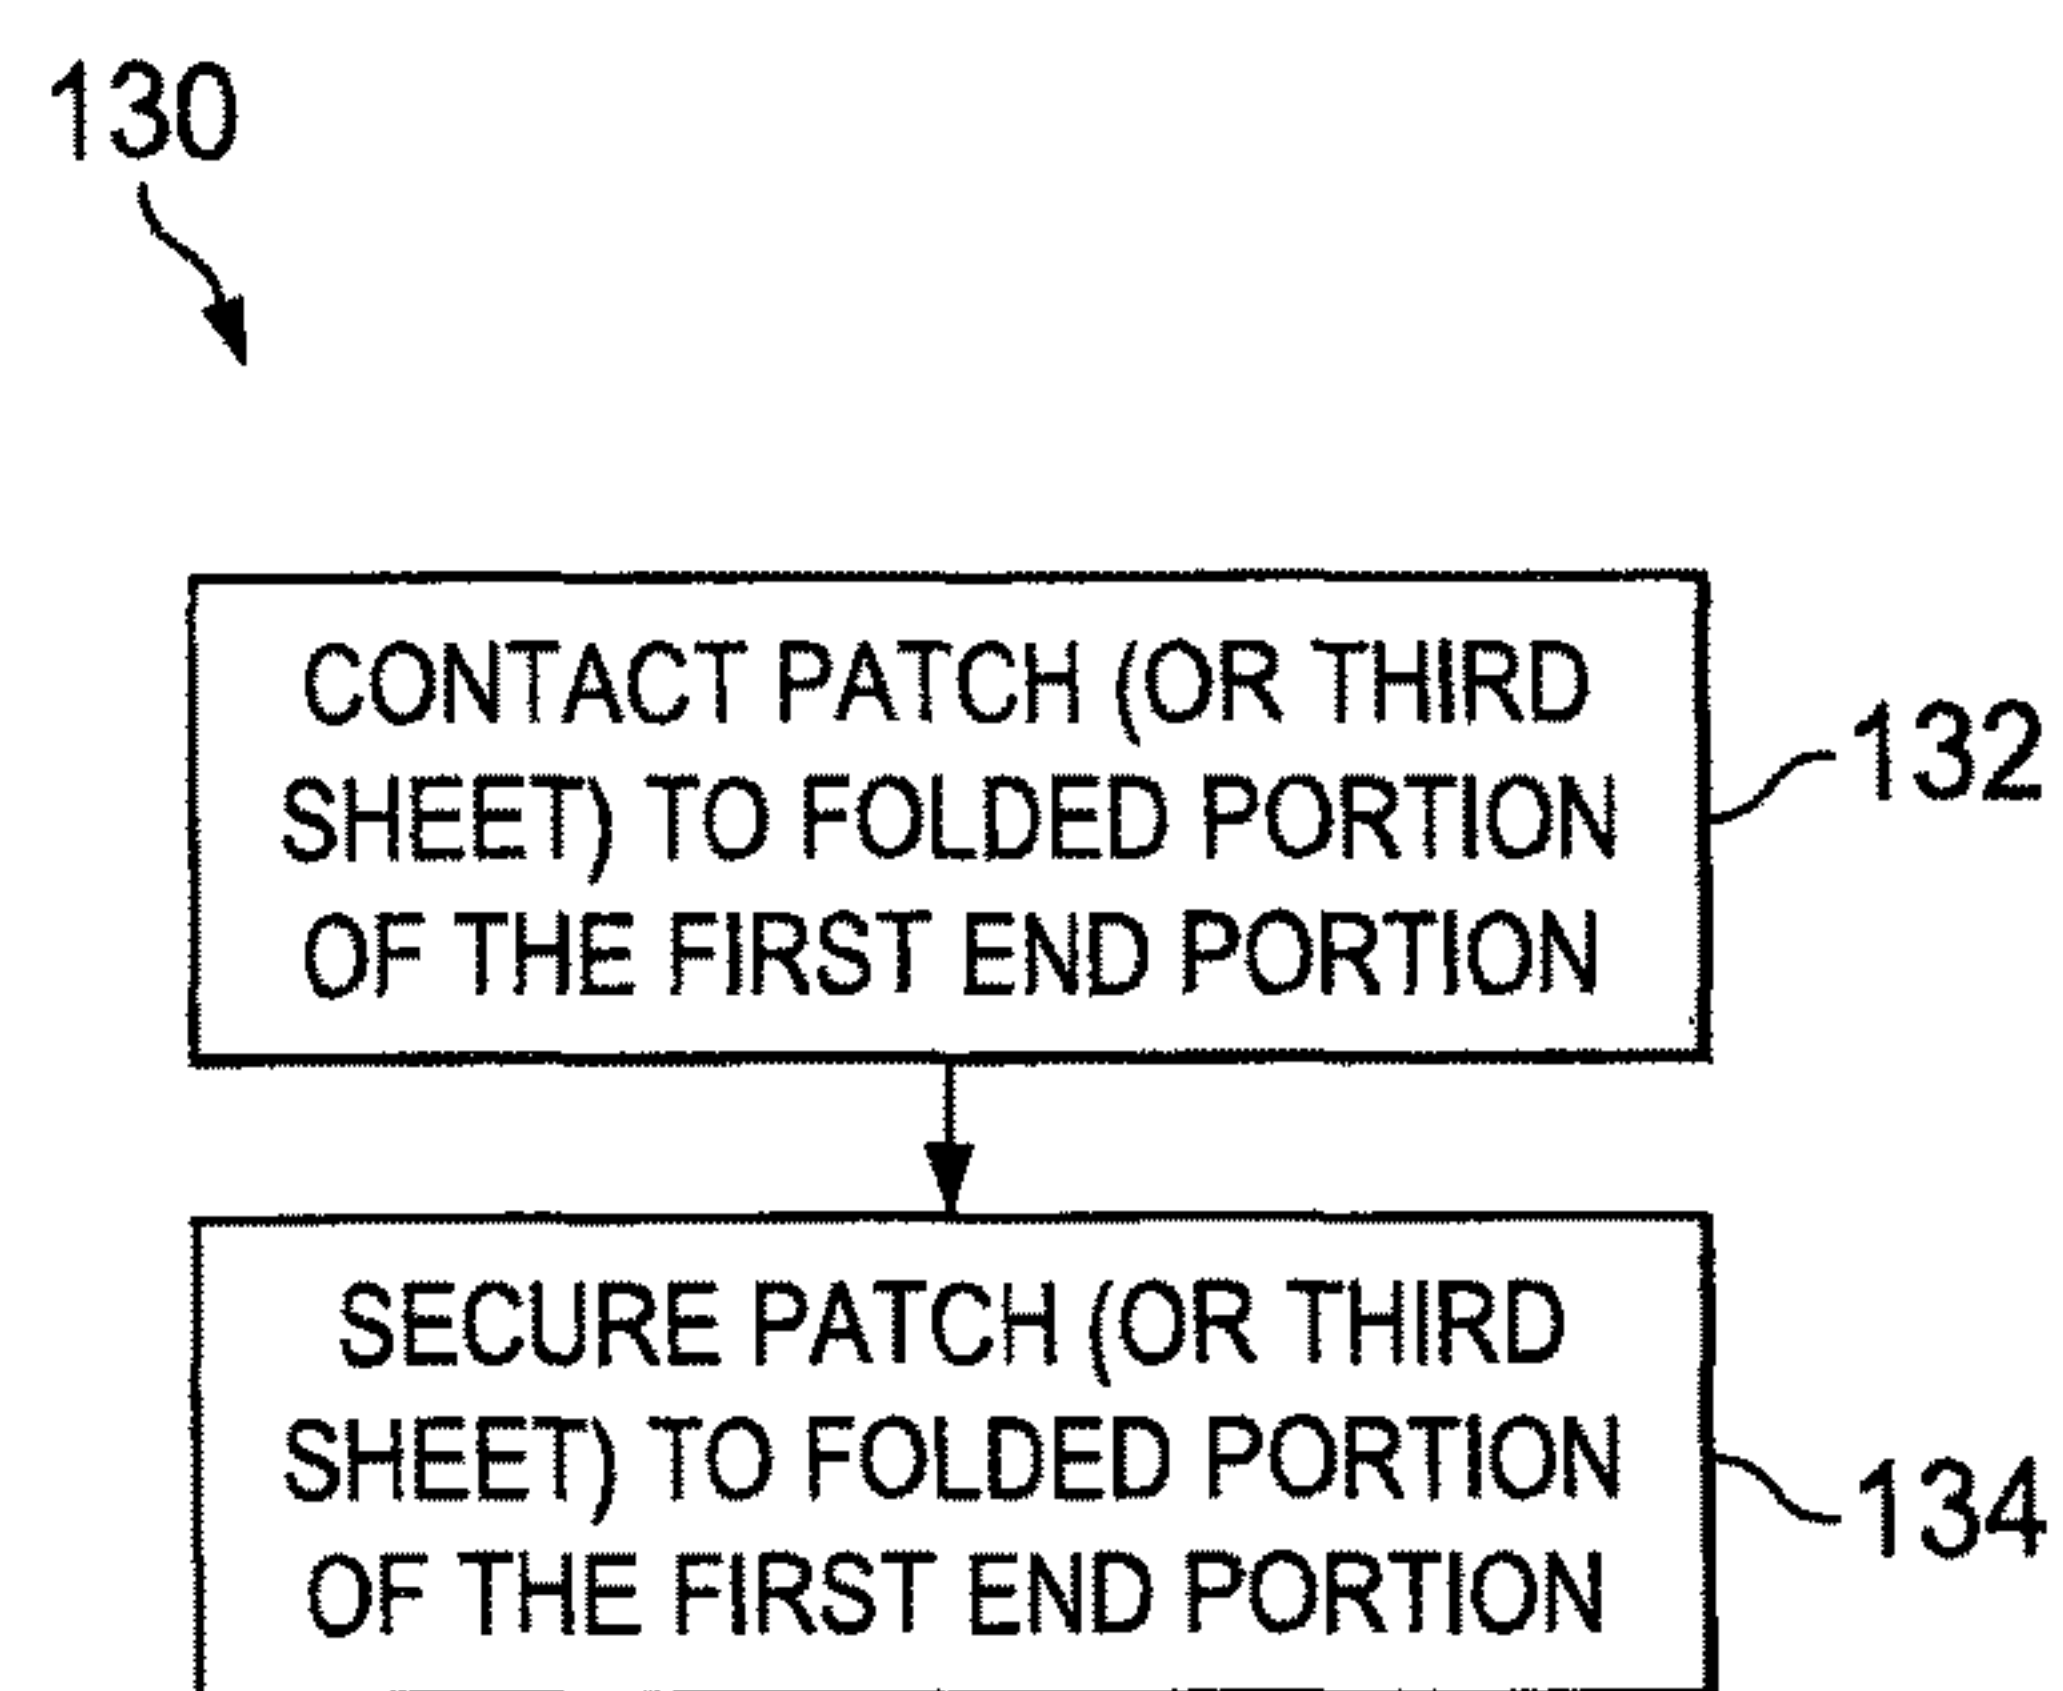 130
CONTACT PATCH (OR THIRD
SHEET) TO FOLDED PORTION
OF THE FIRST END PORTION
132
SECURE PATCH (OR THIRD
SHEET) TO FOLDED PORTION
OF THE FIRST END PORTION
134